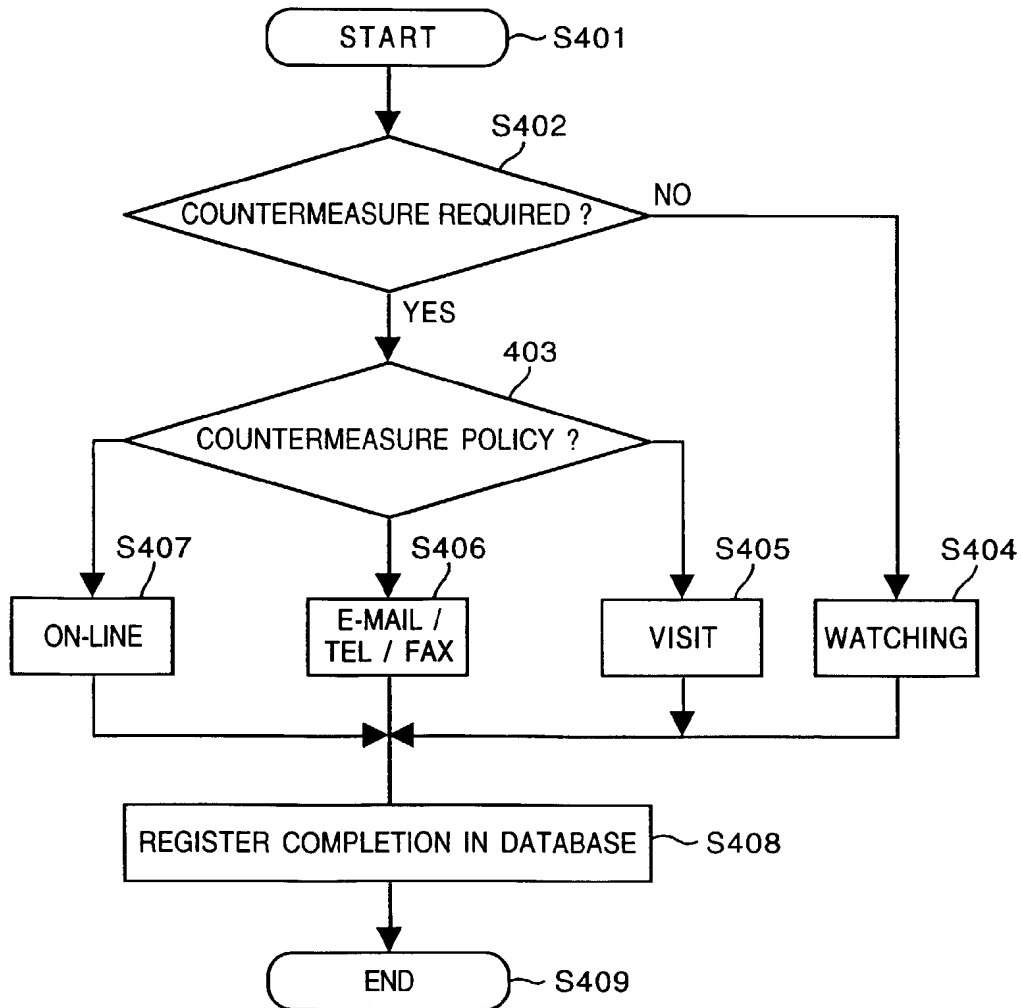 START
S401
S402
COUNTERMEASURE REQUIRED ?
NO
YES
403
COUNTERMEASURE POLICY ?
S407
S406
S405
S404
ON-LINE
E-MAIL /
TEL / FAX
VISIT
WATCHING
REGISTER COMPLETION IN DATABASE
S408
END
S409